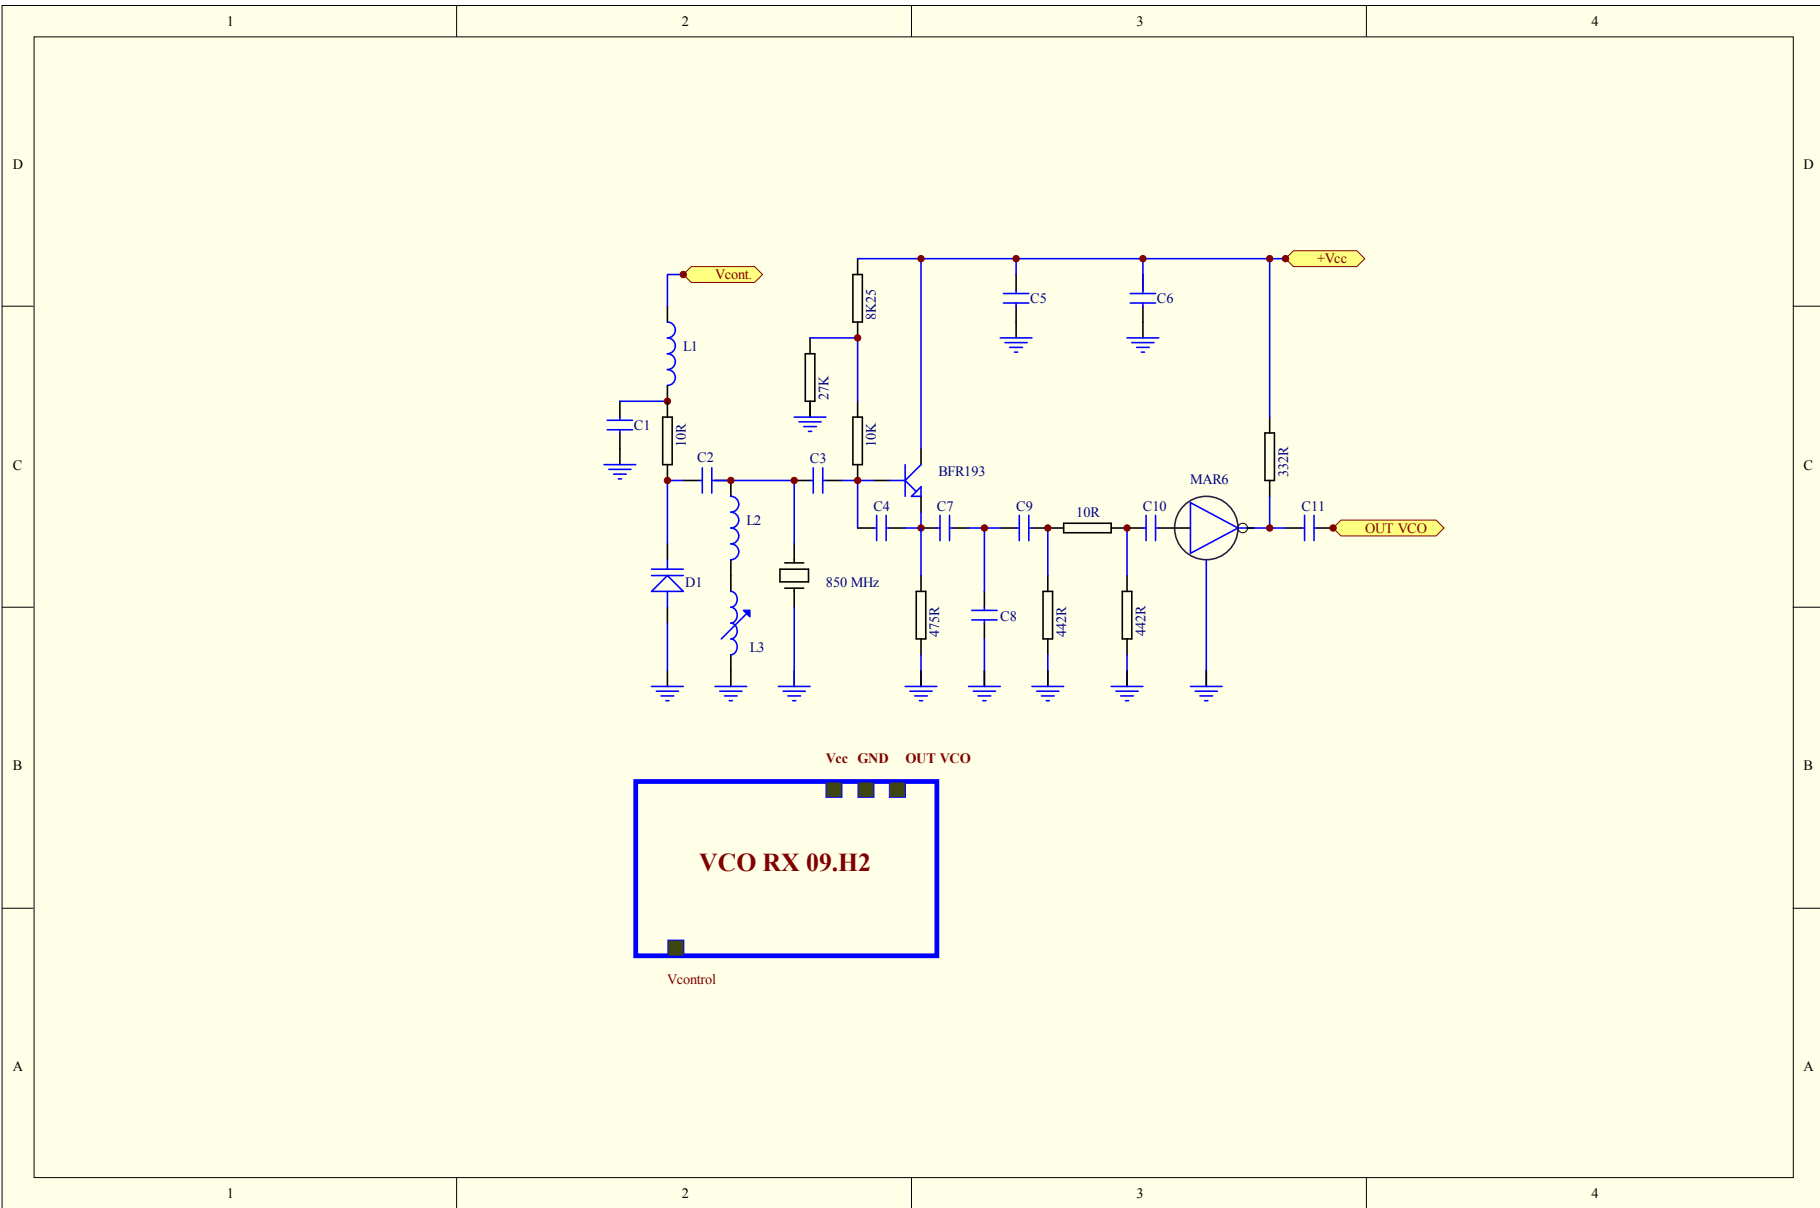 1 2 3 4
D D
+Vcc
Vcont.
8K25 C5 C6
L1
27K
C1 10R 10K 332R
C2 C3 BFR193
MAR6
C4 C7 C9 10R C10 C11
L2 OUT VCO
C C
D1 850 MHz
475R C8 442R 442R
L3
Vcc GND OUT VCO
B B
VCO RX 09.H2
Vcontrol
A A
1 2 3 4